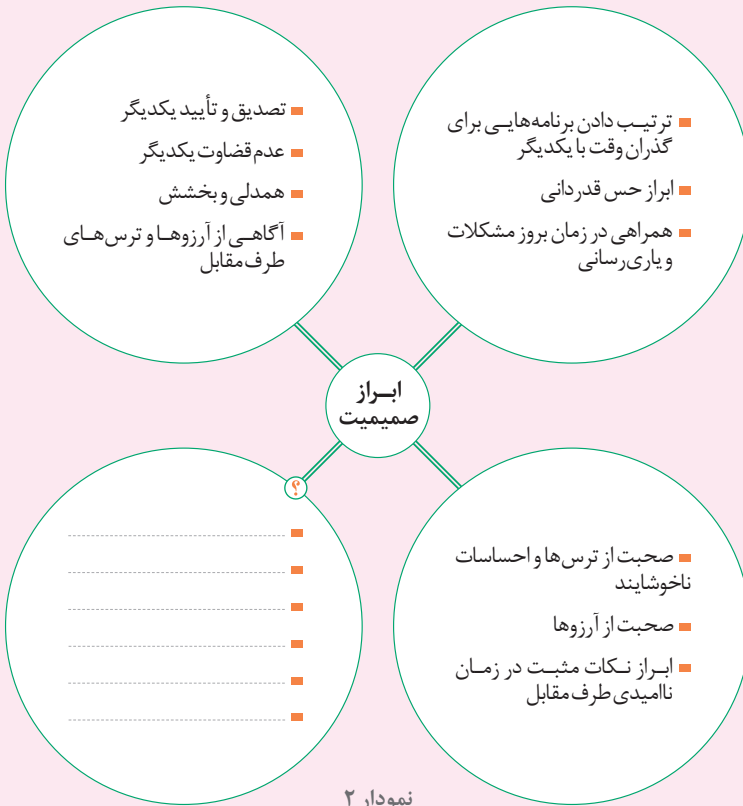 ■ ترتیب دادن برنامه‌هایی برای
گذران وقت با یکدیگر
■ ابراز حس قدردانی
■ همراهی در زمان بروز مشکلات
و یاری‌رسانی
■ تصدیق و تأیید یکدیگر
■ عدم قضاوت یکدیگر
■ همدلی و بخشش
■ آگاهی از آرزوها و ترس‌های
طرف مقابل
ابراز
صمیمیت
■ صحبت از ترس‌ها و احساسات
ناخوشایند
■ صحبت از آرزوها
■ ابراز نکات مثبت در زمان
ناامیدی طرف مقابل
؟
نمودار ۲